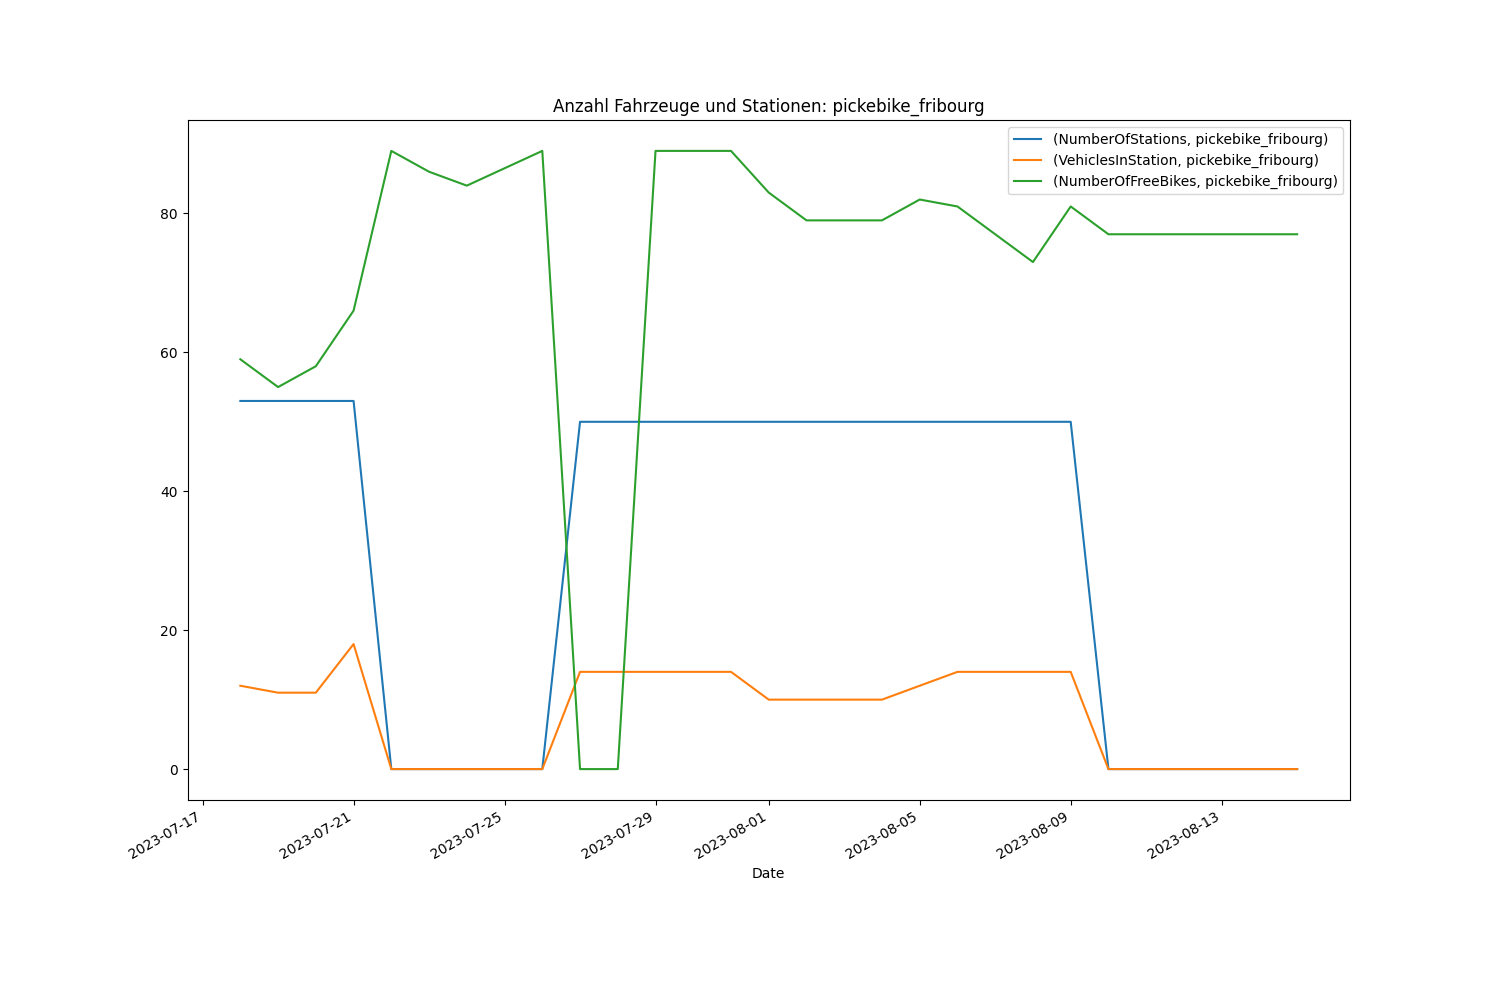 Anzahl Fahrzeuge und Stationen: pickebike_fribourg
(NumberOfStations, pickebike_fribourg)
(VehiclesInStation, pickebike_fribourg)
(NumberOfFreeBikes, pickebike_fribourg)
80
60
40
20
0
2023-07-17
2023-07-21
2023-07-25
2023-07-29
2023-08-01
2023-08-05
2023-08-09
2023-08-13
Date